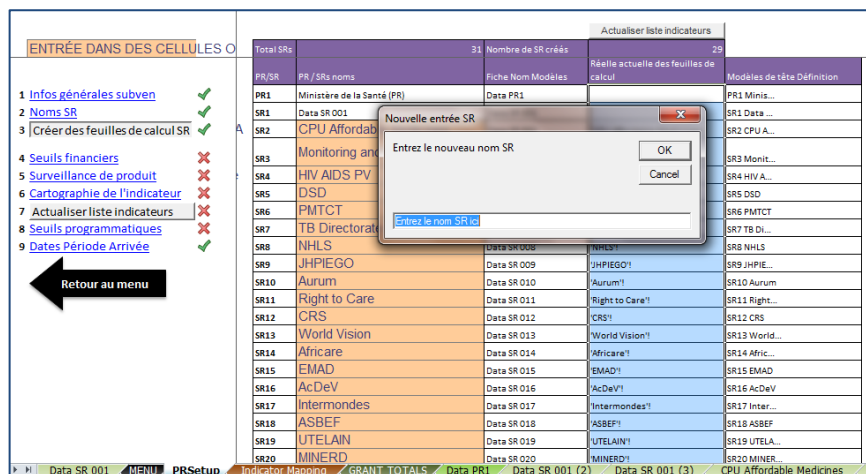 Actualiser liste indicateurs
ENTRÉE DANS DES CELLULES O
Total SRs 31 Nombre de SR créés 29
PR/SR PR / SRs noms Fiche Nom Modèles Réelle actuelle des feuilles de calcul Modèles de tête Définition
1 Infos générales subven
2 Noms SR
3 Créer des feuilles de calcul SR
4 Seuils financiers
5 Surveillance de produit
6 Cartographie de l'indicateur
7 Actualiser liste indicateurs
8 Seuils programmatiques
9 Dates Période Arrivée
Retour au menu
PR1 Ministère de la Santé (PR) Data PR1 PR1 Minis...
SR1 Data SR 001 SR1 Data ...
A SR2 CPU Affordab SR2 CPU A...
SR3 Monitoring and SR3 Monit...
SR4 HIV AIDS PV SR4 HIV A...
SR5 DSD SR5 DSD
SR6 PMTCT SR6 PMTCT
SR7 TB Directorate SR7 TB Di...
SR8 NHLS Data SR 008 'NHLS'! SR8 NHLS
SR9 JHPIEGO Data SR 009 'JHPIEGO'! SR9 JHPIE...
SR10 Aurum Data SR 010 'Aurum'! SR10 Aurum
SR11 Right to Care Data SR 011 'Right to Care'! SR11 Right...
SR12 CRS Data SR 012 'CRS'! SR12 CRS
SR13 World Vision Data SR 013 'World Vision'! SR13 World...
SR14 Africare Data SR 014 'Africare'! SR14 Afric...
SR15 EMAD Data SR 015 'EMAD'! SR15 EMAD
SR16 AcDeV Data SR 016 'AcDeV'! SR16 AcDeV
SR17 Intermondes Data SR 017 'Intermondes'! SR17 Inter...
SR18 ASBEF Data SR 018 'ASBEF'! SR18 ASBEF
SR19 UTELAIN Data SR 019 'UTELAIN'! SR19 UTELA...
SR20 MINERD Data SR 020 'MINERD'! SR20 MINER...
Nouvelle entrée SR
Entrez le nouveau nom SR
OK
Cancel
Entrez le nom SR ici
Data SR 001 MENU PRSetup Indicator Mapping GRANT TOTALS Data PR1 Data SR 001 (2) Data SR 001 (3) CPU Affordable Medicines